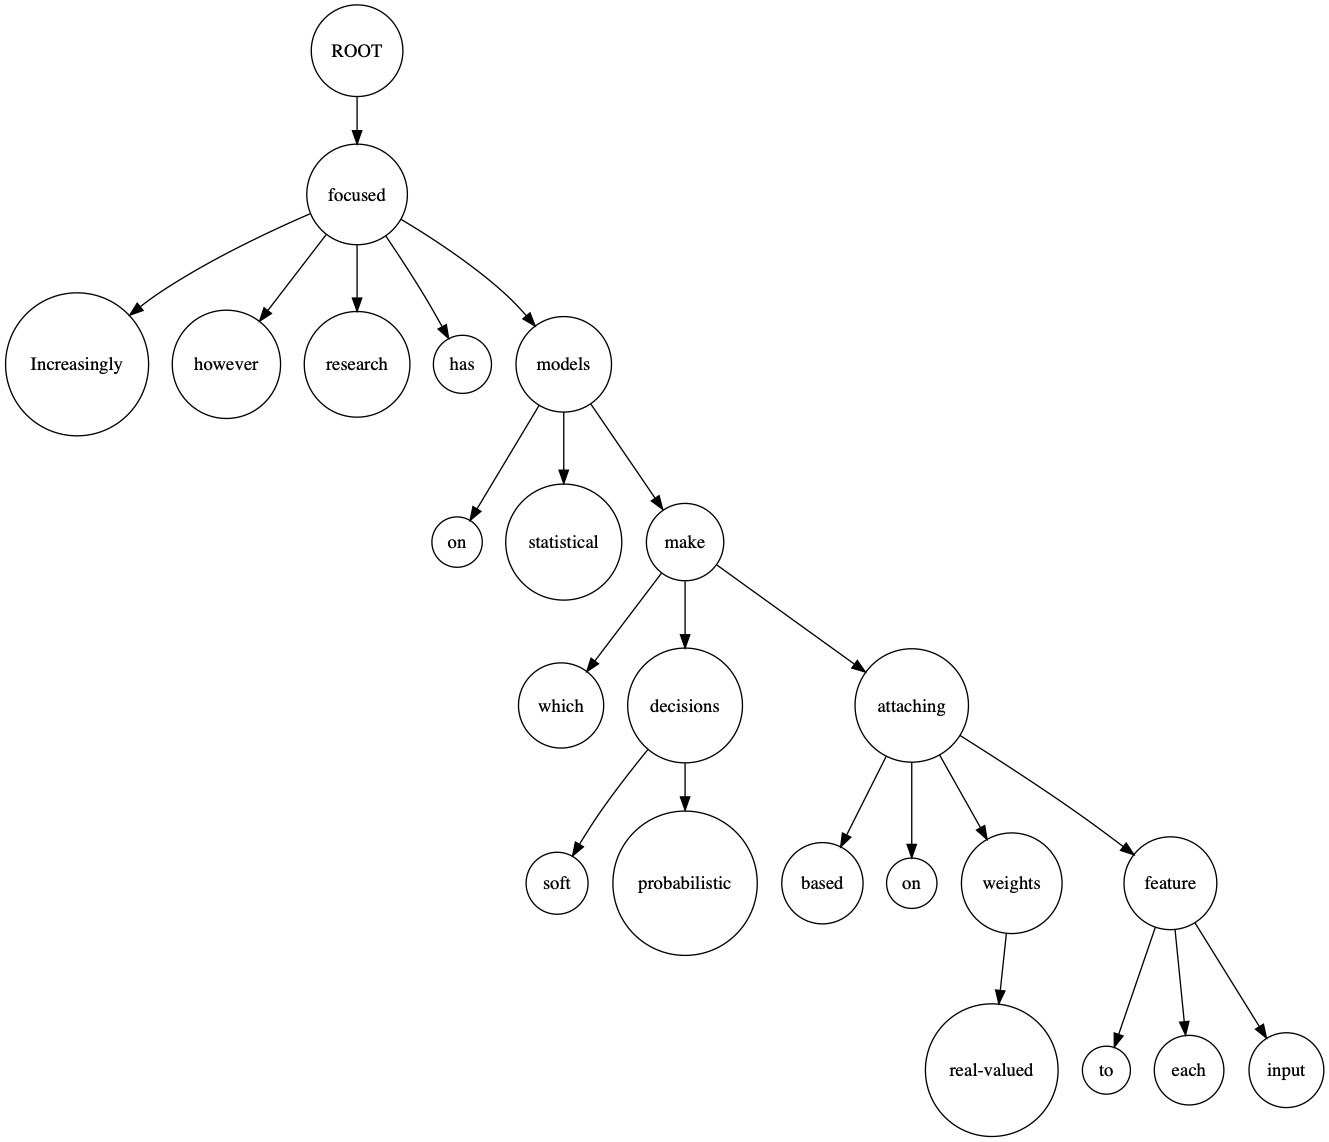 ROOT
focused
Increasingly however research has models
on statistical make
which decisions attaching
soft probabilistic based on weights feature
real-valued to each input